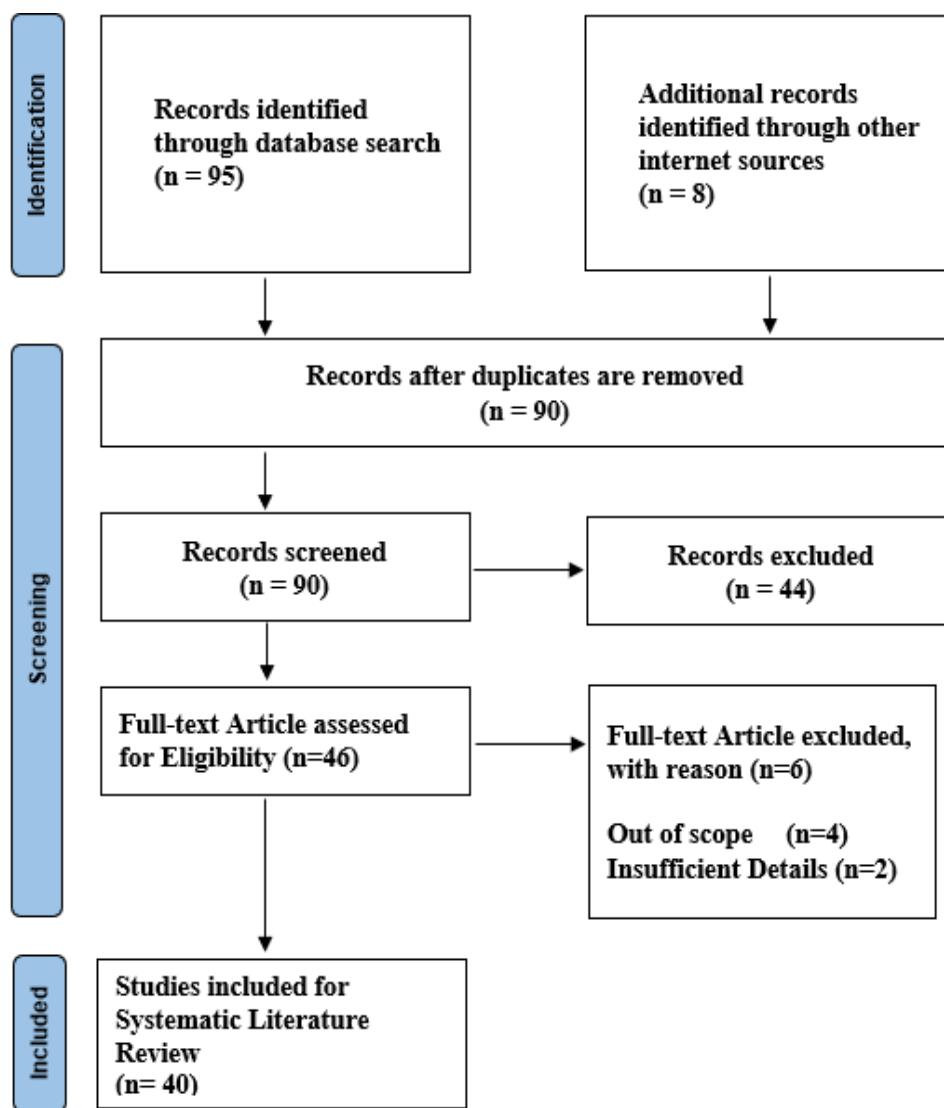 Identification
Records identified
through database search
(n = 95)
Additional records
identified through other
internet sources
(n = 8)
Screening
Records after duplicates are removed
(n = 90)
Records screened
(n = 90)
Records excluded
(n = 44)
Full-text Article assessed
for Eligibility (n=46)
Full-text Article excluded,
with reason (n=6)
Out of scope (n=4)
Insufficient Details (n=2)
Included
Studies included for
Systematic Literature
Review
(n= 40)